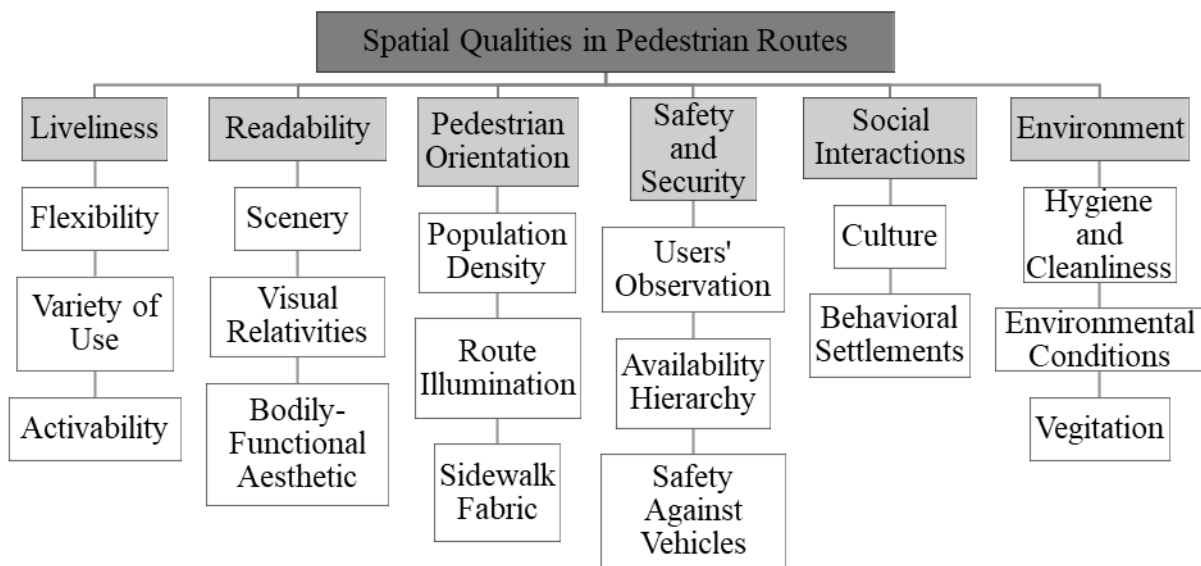 Spatial Qualities in Pedestrian Routes
Liveliness
Flexibility
Variety of
Use
Activability
Readability
Scenery
Visual
Relativities
Bodily-
Functional
Aesthetic
Pedestrian
Orientation
Population
Density
Route
Illumination
Sidewalk
Fabric
Safety
and
Security
Users'
Observation
Availability
Hierarchy
Safety
Against
Vehicles
Social
Interactions
Culture
Behavioral
Settlements
Environment
Hygiene
and
Cleanliness
Environmental
Conditions
Vegitation